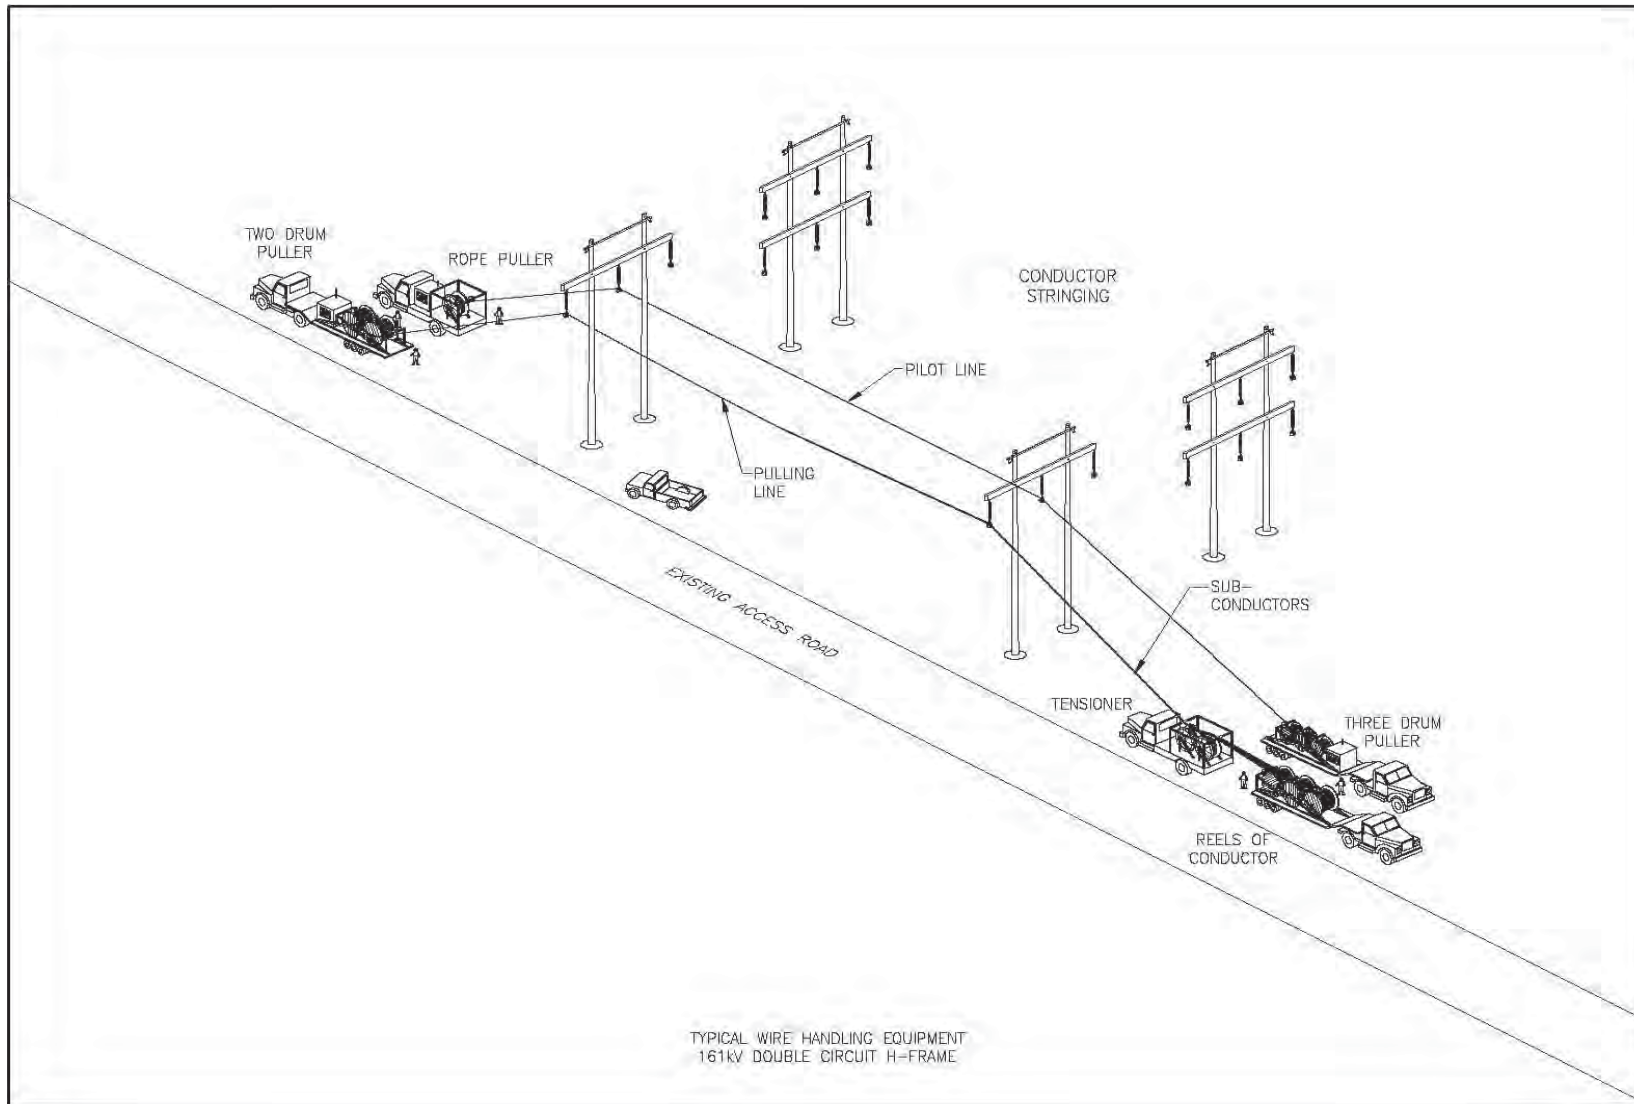 TWO DRUM
PULLER
ROPE PULLER
CONDUCTOR
STRINGING
PILOT LINE
PULLING
LINE
EXISTING ACCESS ROAD
SUB-
CONDUCTORS
TENSIONER
THREE DRUM
PULLER
REELS OF
CONDUCTOR
TYPICAL WIRE HANDLING EQUIPMENT
161kV DOUBLE CIRCUIT H-FRAME